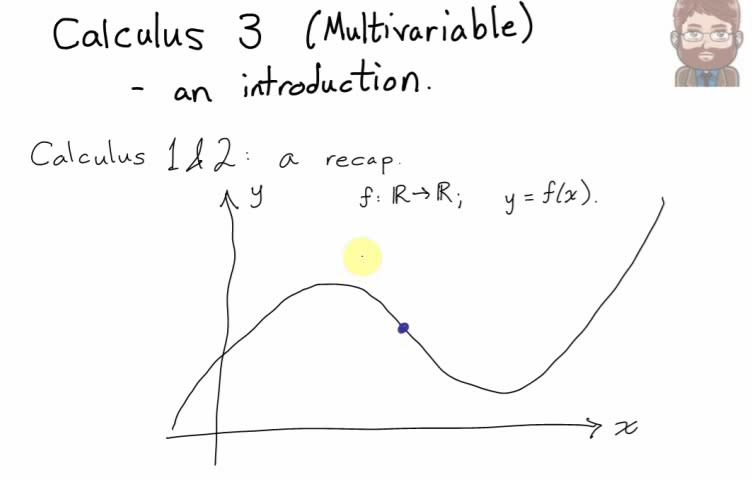 Calculus 3 (Multivariable)
- an introduction.
Calculus 1 & 2: a recap.
y
f: ℝ→ℝ; y = f(x).
x